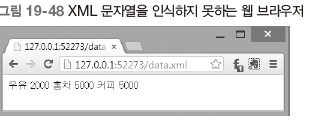 그림 19-48 XML 문자열을 인식하지 못하는 웹 브라우저
127.0.0.1:52273/data
127.0.0.1:52273/data.xml
우유 2000 홍차 5000 커피 5000